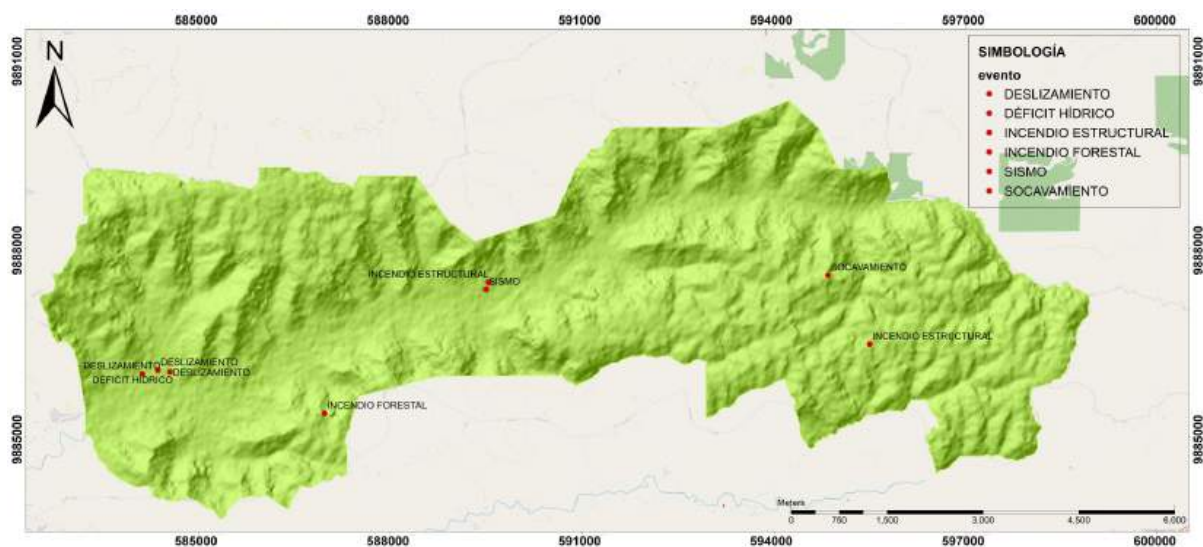 585000 588000 591000 594000 597000 600000
9891000 9891000
N
SIMBOLOGÍA
evento
DESLIZAMIENTO
DÉFICIT HÍDRICO
INCENDIO ESTRUCTURAL
INCENDIO FORESTAL
SISMO
SOCAVAMIENTO
9888000 9888000
SOCAVAMIENTO
INCENDIO ESTRUCTURAL
SISMO
INCENDIO ESTRUCTURAL
DESLIZAMIENTO
DESLIZAMIENTO
DESLIZAMIENTO
DÉFICIT HÍDRICO
INCENDIO FORESTAL
9885000 9885000
Meters
0 750 1,500 3,000 4,500 6,000
585000 588000 591000 594000 597000 600000